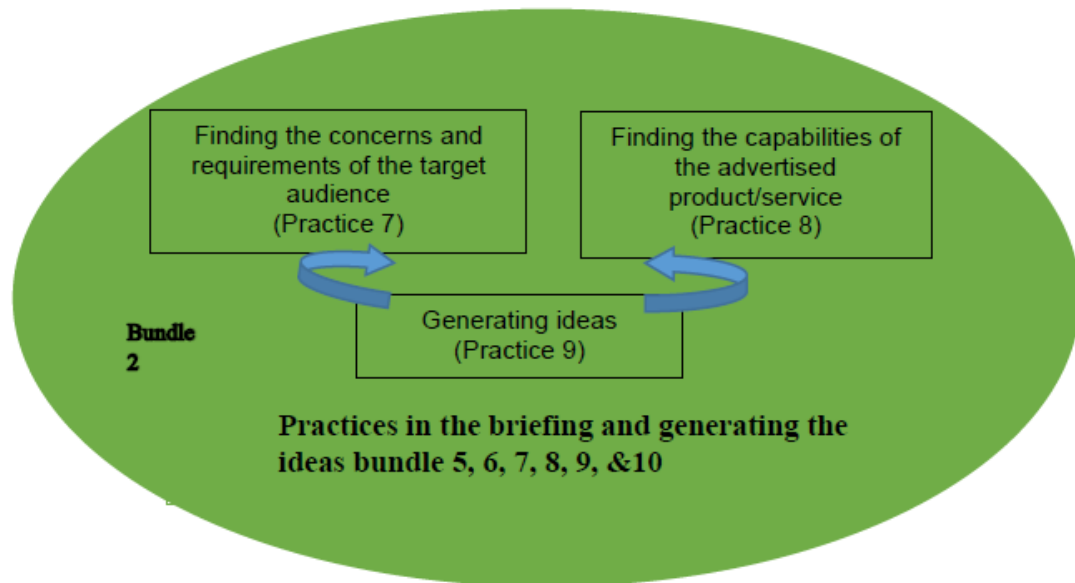 Finding the concerns and
requirements of the target
audience
(Practice 7)
Finding the capabilities of
the advertised
product/service
(Practice 8)
Generating ideas
(Practice 9)
Bundle
2
Practices in the briefing and generating the
ideas bundle 5, 6, 7, 8, 9, &10